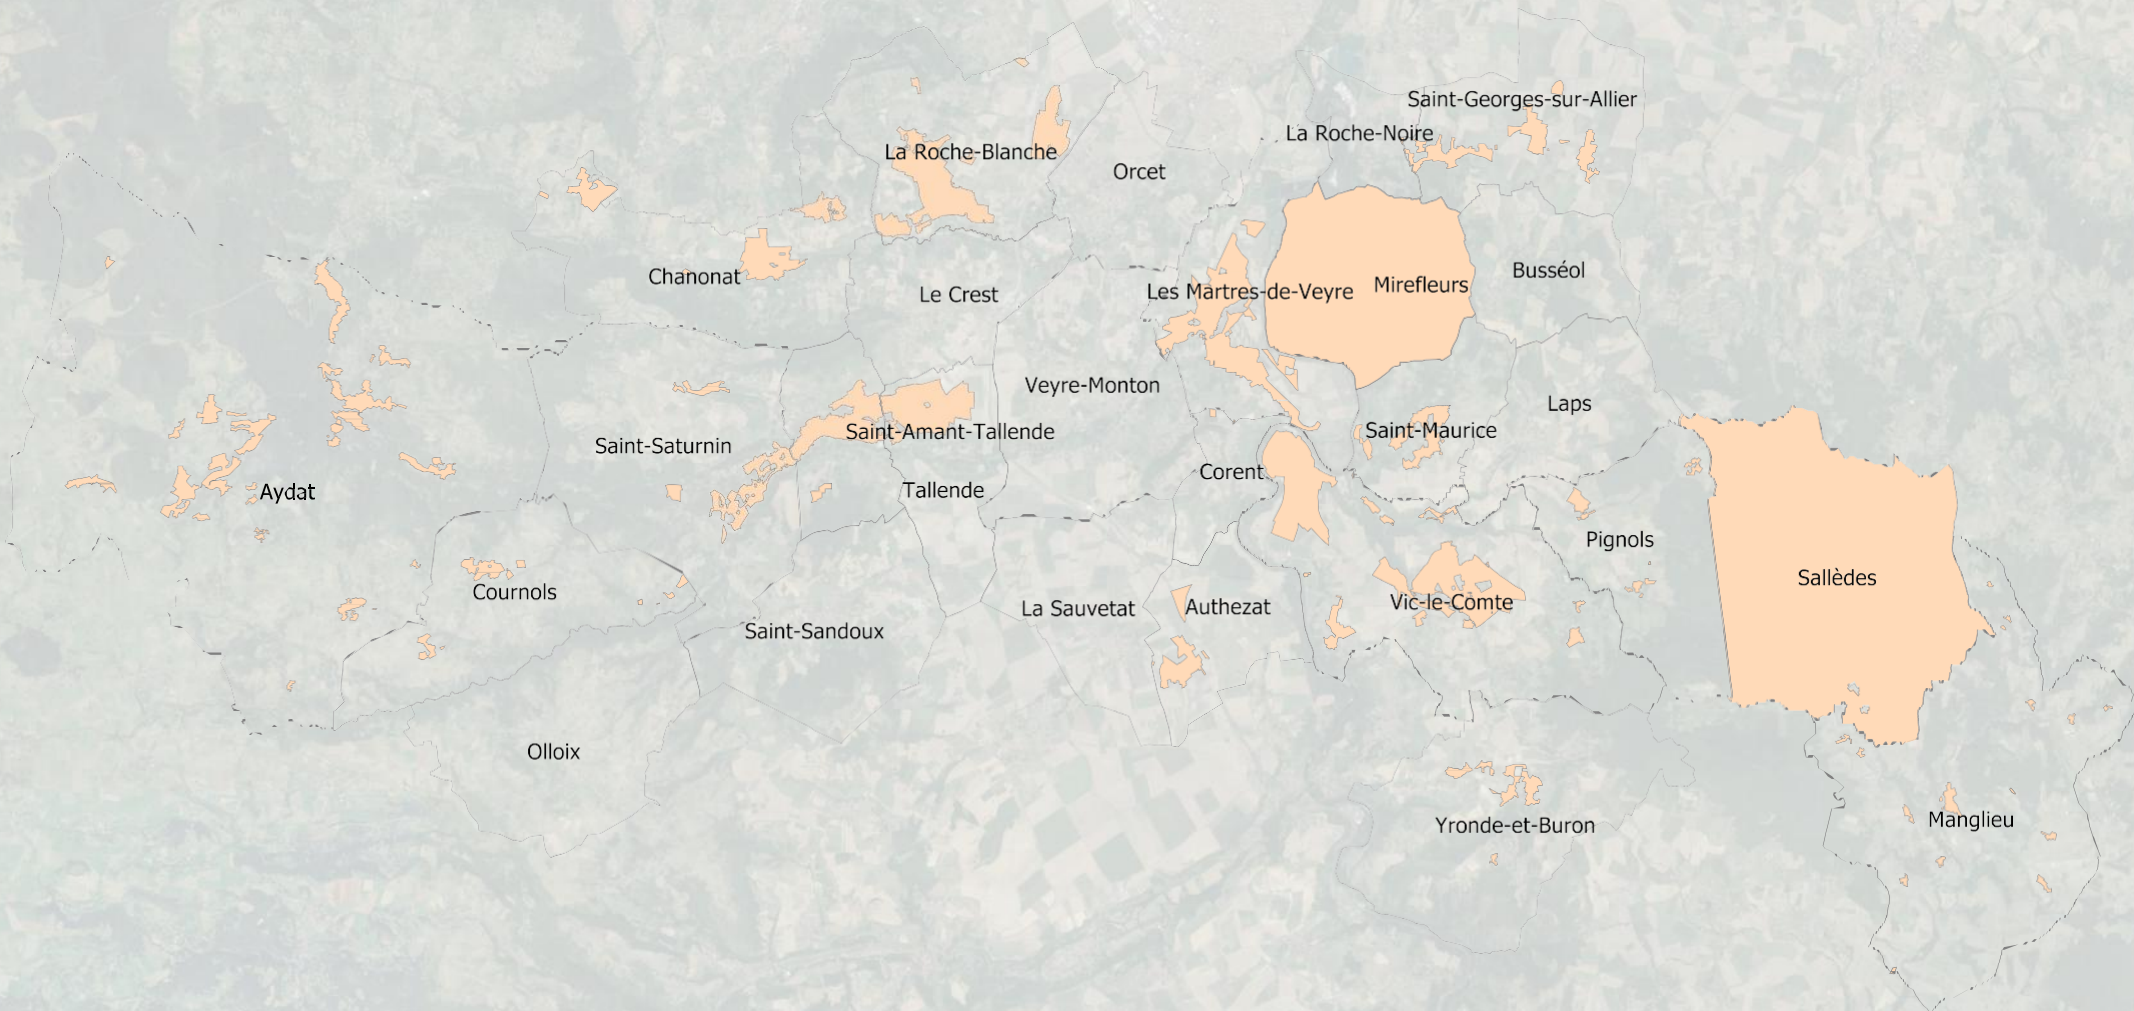 Saint-Georges-sur-Allier
La Roche-Noire
La Roche-Blanche
Orcet
Busséol
Chanonat
Mirefleurs
Les Martres-de-Veyre
Le Crest
Veyre-Monton
Laps
Saint-Maurice
Saint-Amant-Tallende
Saint-Saturnin
Corent
Tallende
Aydat
Pignols
Sallèdes
Cournols
Vic-le-Comte
Authezat
La Sauvetat
Saint-Sandoux
Olloix
Manglieu
Yronde-et-Buron